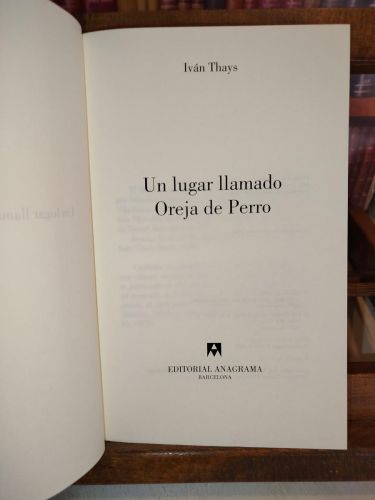 Iván Thays
Un lugar llamado
Oreja de Perro
EDITORIAL ANAGRAMA
BARCELONA